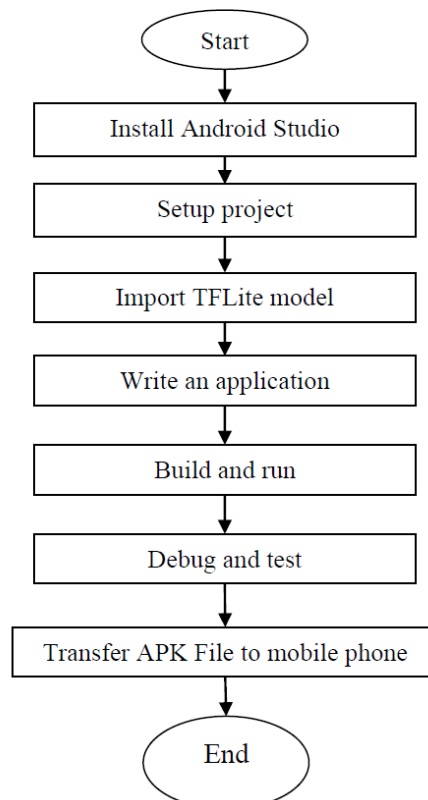 Start
Install Android Studio
Setup project
Import TFLite model
Write an application
Build and run
Debug and test
Transfer APK File to mobile phone
End